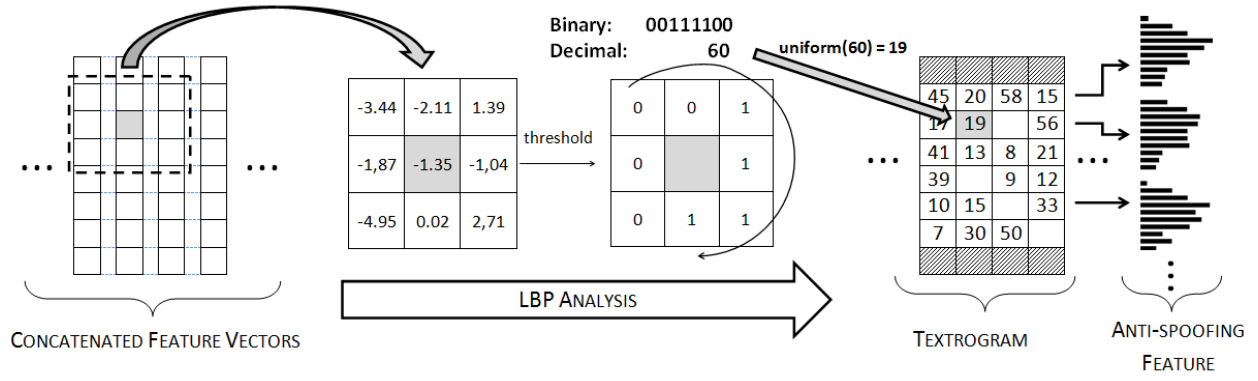 Binary: 00111100
Decimal: 60
uniform(60) = 19
-3.44 -2.11 1.39
-1,87 -1.35 -1,04
-4.95 0.02 2,71
threshold
0 0 1
0 1
0 1 1
45 20 58 15
17 19 56
41 13 8 21
39 9 12
10 15 33
7 30 50
... ... ... ...
LBP ANALYSIS
CONCATENATED FEATURE VECTORS
TEXTROGRAM
ANTI-SPOOFING
FEATURE